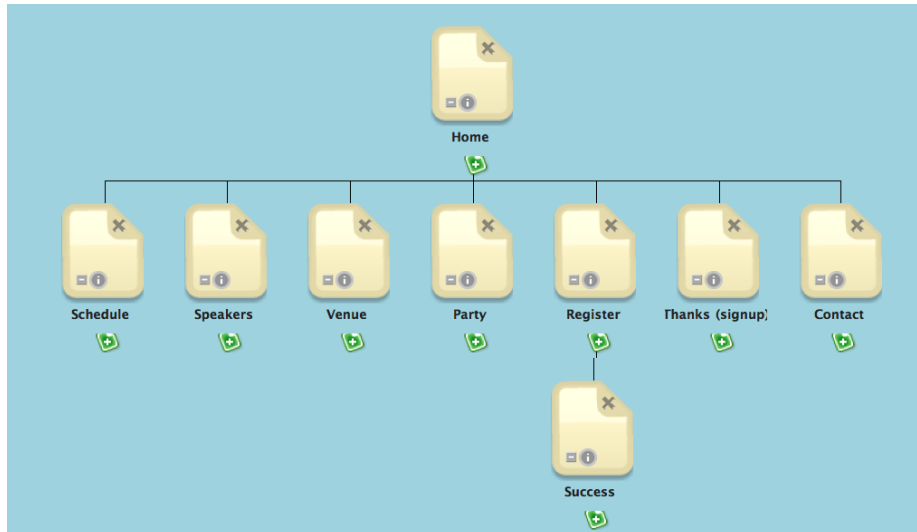 Home
Schedule
Speakers
Venue
Party
Register
Thanks (signup)
Contact
Success